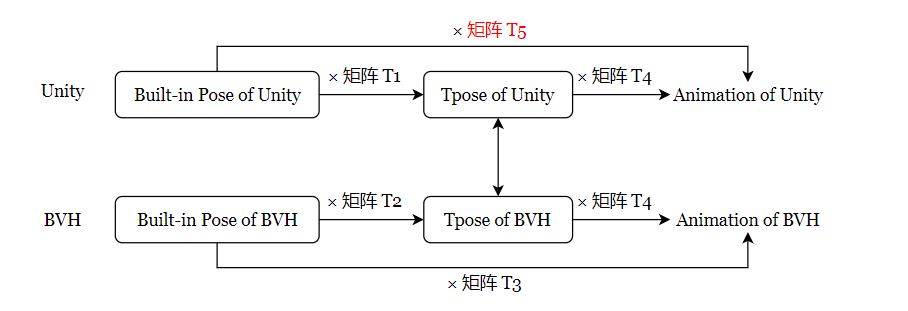 × 矩阵 T5
Unity
Built-in Pose of Unity
× 矩阵 T1
Tpose of Unity
× 矩阵 T4
Animation of Unity
BVH
Built-in Pose of BVH
× 矩阵 T2
Tpose of BVH
× 矩阵 T4
Animation of BVH
× 矩阵 T3